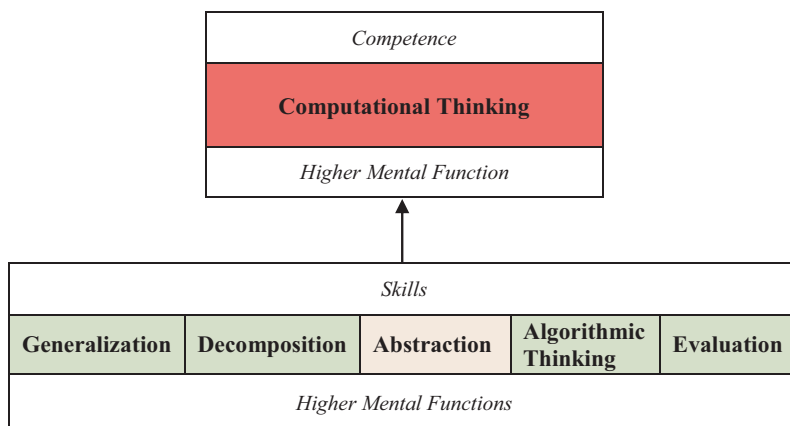 Competence
Computational Thinking
Higher Mental Function
Skills
Generalization
Decomposition
Abstraction
Algorithmic
Thinking
Evaluation
Higher Mental Functions